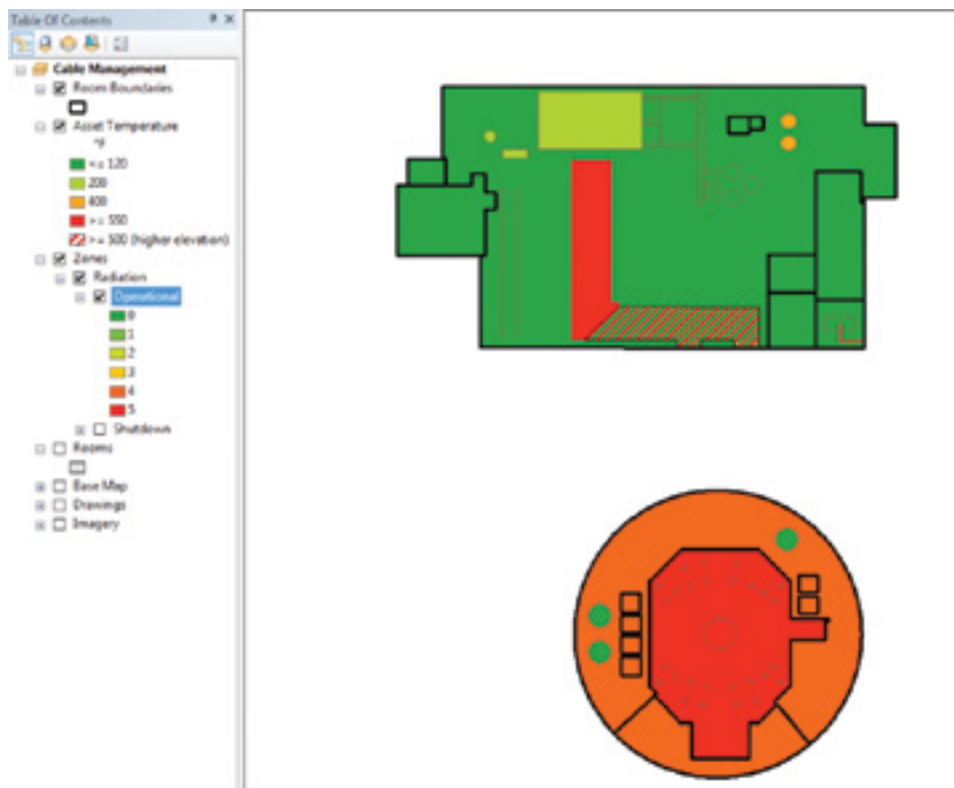 Table Of Contents
Cable Management
Room Boundaries
Asset Temperature
°F
<= 120
200
400
>= 550
>= 500 (higher elevation)
Zones
Radiation
Operational
0
1
2
3
4
5
Shutdown
Rooms
Base Map
Drawings
Imagery